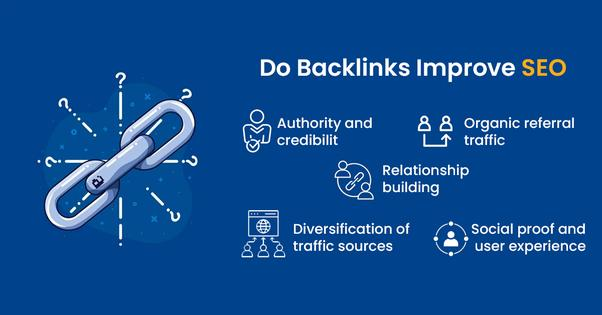 Do Backlinks Improve SEO
Authority and
credibilit
Organic referral
traffic
Relationship
building
Diversification of
traffic sources
Social proof and
user experience
? ? ? ? ? ?